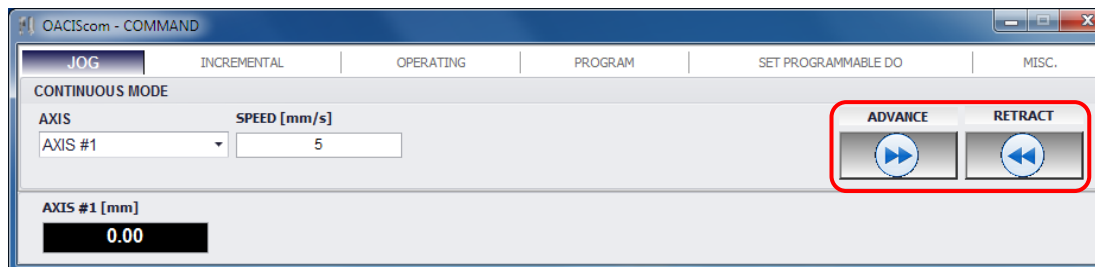 OACIScom - COMMAND
JOG INCREMENTAL OPERATING PROGRAM SET PROGRAMMABLE DO MISC.
CONTINUOUS MODE
AXIS SPEED [mm/s] ADVANCE RETRACT
AXIS #1 5
AXIS #1 [mm]
0.00